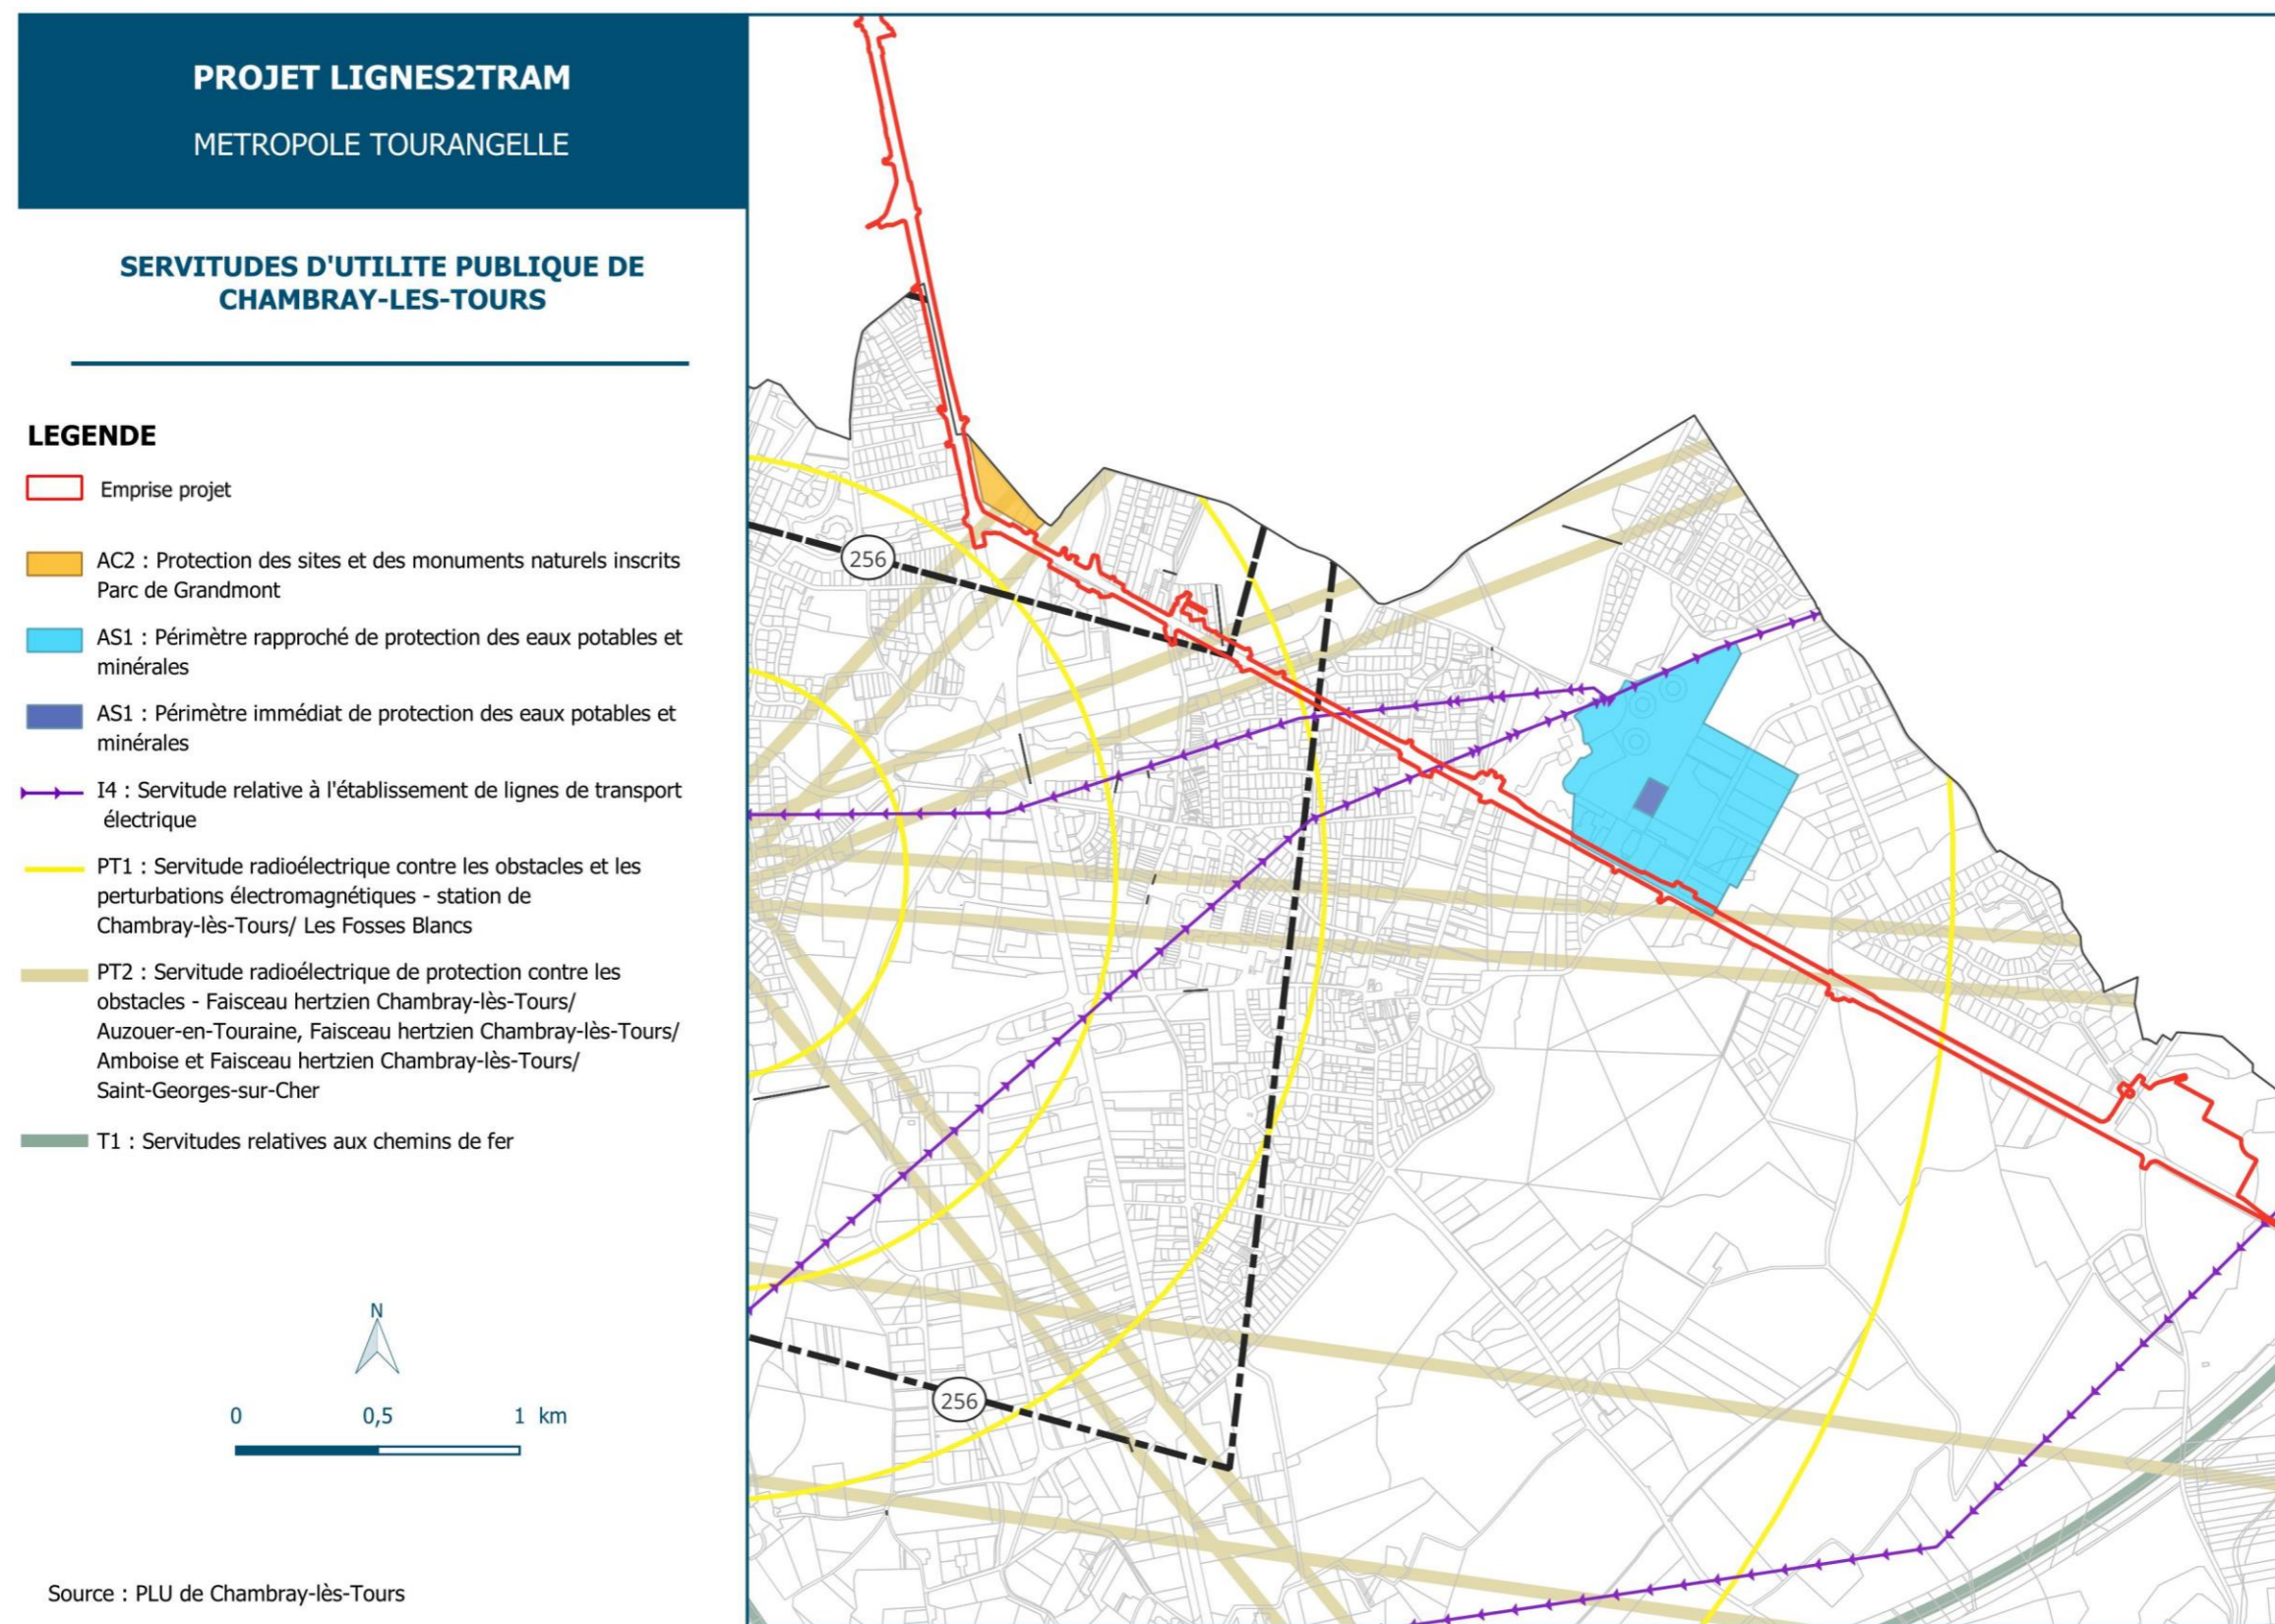 PROJET LIGNES2TRAM
METROPOLE TOURANGELLE
SERVITUDES D'UTILITE PUBLIQUE DE
CHAMBRAY-LES-TOURS
LEGENDE
Emprise projet
AC2 : Protection des sites et des monuments naturels inscrits
Parc de Grandmont
AS1 : Périmètre rapproché de protection des eaux potables et
minérales
AS1 : Périmètre immédiat de protection des eaux potables et
minérales
I4 : Servitude relative à l'établissement de lignes de transport
électrique
PT1 : Servitude radioélectrique contre les obstacles et les
perturbations électromagnétiques - station de
Chambray-lès-Tours/ Les Fosses Blancs
PT2 : Servitude radioélectrique de protection contre les
obstacles - Faisceau hertzien Chambray-lès-Tours/
Auzouer-en-Touraine, Faisceau hertzien Chambray-lès-Tours/
Amboise et Faisceau hertzien Chambray-lès-Tours/
Saint-Georges-sur-Cher
T1 : Servitudes relatives aux chemins de fer
N
0 0,5 1 km
Source : PLU de Chambray-lès-Tours
256
256